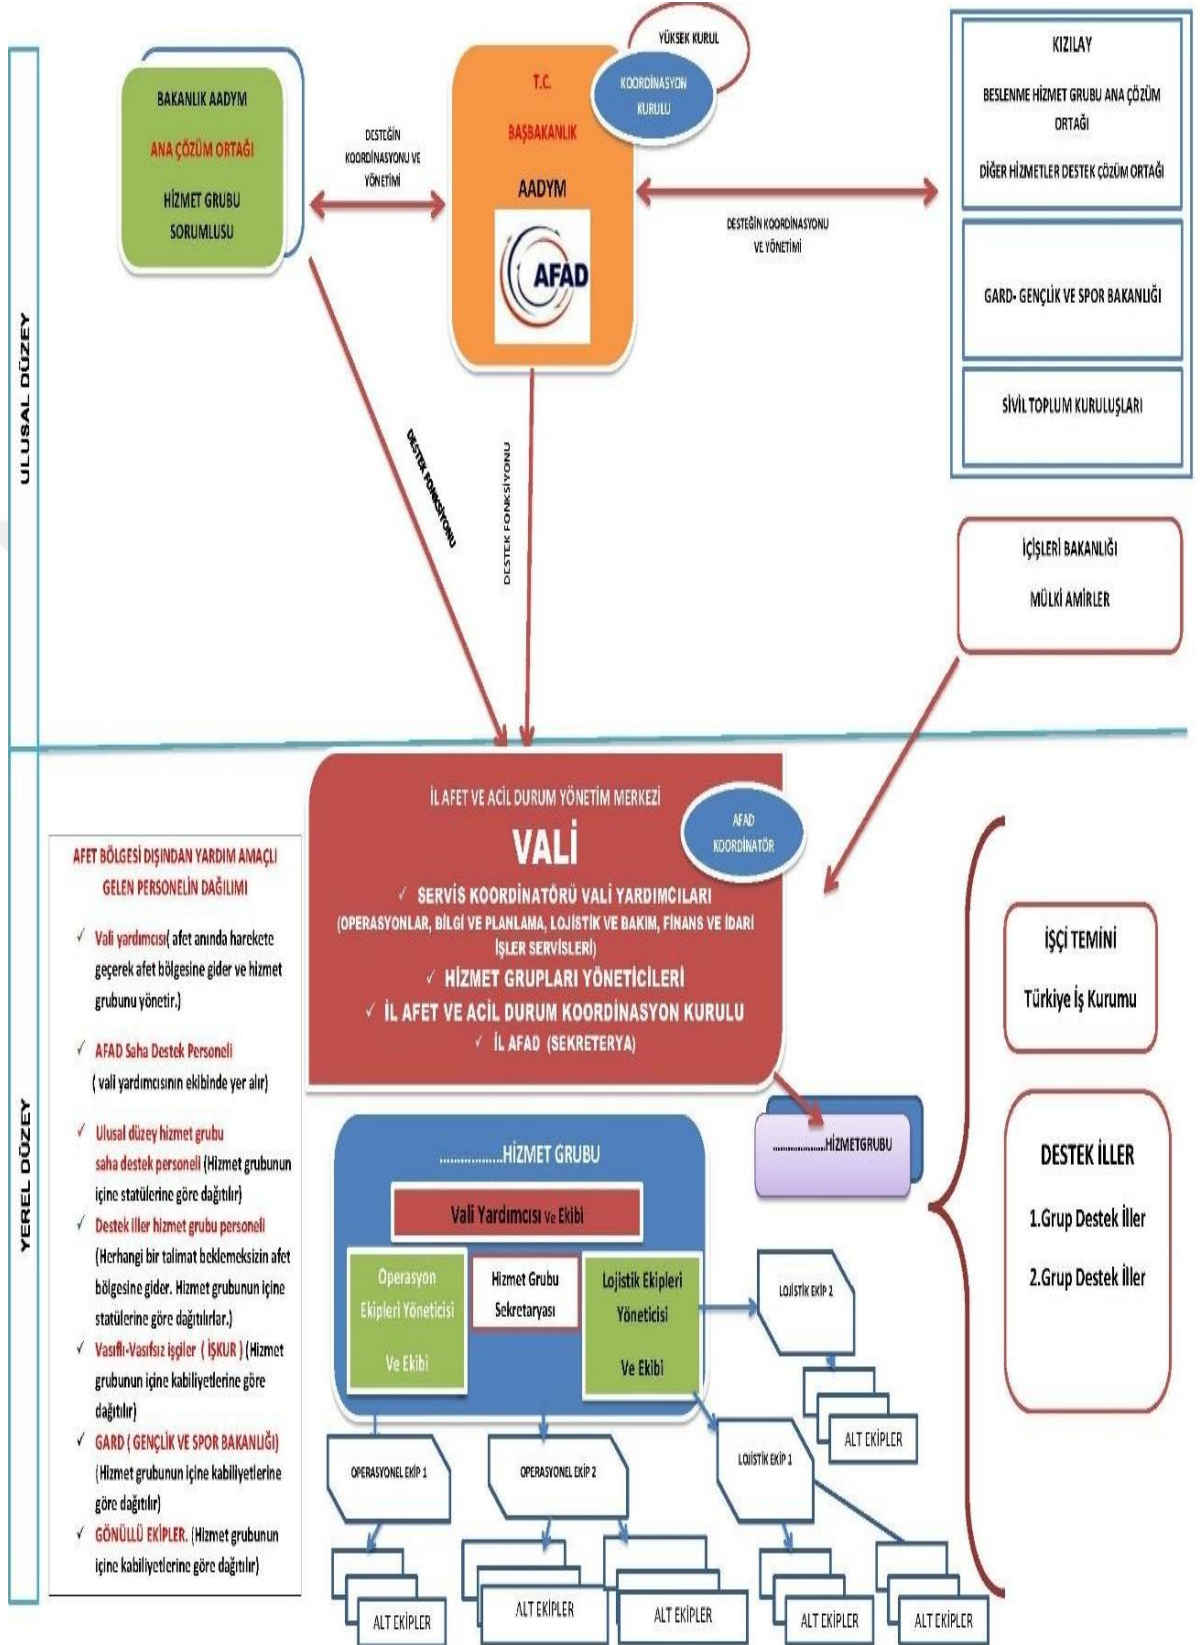 YÜKSEK KURUL
KOORDİNASYON
KURULU
BAKANLIK AADYM
ANA ÇÖZÜM ORTAĞI
HİZMET GRUBU
SORUMLUSU
DESTEĞİN
KOORDİNASYONU VE
YÖNETİMİ
T.C.
BAŞBAKANLIK
AADYM
AFAD
DESTEĞİN KOORDİNASYONU
VE YÖNETİMİ
KIZILAY
BESLENME HİZMET GRUBU ANA ÇÖZÜM
ORTAĞI
DİĞER HİZMETLER DESTEK ÇÖZÜM ORTAĞI
GARD- GENÇLİK VE SPOR BAKANLIĞI
SİVİL TOPLUM KURULUŞLARI
ULUSAL DÜZEY
DESTEK FONKSİYONU
DESTEK FONKSİYONU
İÇİŞLERİ BAKANLIĞI
MÜLKİ AMİRLER
İL AFET VE ACİL DURUM YÖNETİM MERKEZİ
VALİ
✓ SERVİS KOORDİNATÖRÜ VALİ YARDIMCILARI
(OPERASYONLAR, BİLGİ VE PLANLAMA, LOJİSTİK VE BAKIM, FİNANS VE İDARİ
İŞLER SERVİSLERİ)
✓ HİZMET GRUPLARI YÖNETİCİLERİ
✓ İL AFET VE ACİL DURUM KOORDİNASYON KURULU
✓ İL AFAD (SEKRETERYA)
AFAD
KOORDİNATÖR
YEREL DÜZEY
AFET BÖLGESİ DIŞINDAN YARDIM AMAÇLI
GELEN PERSONELİN DAĞILIMI
✓ Vali yardımcısı( afet anında harekete
geçerek afet bölgesine gider ve hizmet
grubunu yönetir.)
✓ AFAD Saha Destek Personeli
( vali yardımcısının ekibinde yer alır)
✓ Ulusal düzey hizmet grubu
saha destek personeli (Hizmet grubunun
içine statülerine göre dağıtılır)
✓ Destek iller hizmet grubu personeli
(Herhangi bir talimat beklemeksizin afet
bölgesine gider. Hizmet grubunun içine
statülerine göre dağıtılırlar.)
✓ Vasıflı-Vasıfsız işçiler ( İŞKUR ) (Hizmet
grubunun içine kabiliyetlerine göre
dağıtılır)
✓ GARD ( GENÇLİK VE SPOR BAKANLIĞI)
(Hizmet grubunun içine kabiliyetlerine
göre dağıtılır)
✓ GÖNÜLLÜ EKİPLER. (Hizmet grubunun
içine kabiliyetlerine göre dağıtılır)
..................HİZMET GRUBU
Vali Yardımcısı Ve Ekibi
Operasyon
Ekipleri Yöneticisi
Ve Ekibi
Hizmet Grubu
Sekretaryası
Lojistik Ekipleri
Yöneticisi
Ve Ekibi
..................HİZMETGRUBU
İŞÇİ TEMİNİ
Türkiye İş Kurumu
DESTEK İLLER
1.Grup Destek İller
2.Grup Destek İller
LOJİSTİK EKİP 2
ALT EKİPLER
OPERASYONEL EKİP 1
OPERASYONEL EKİP 2
LOJİSTİK EKİP 1
ALT EKİPLER
ALT EKİPLER
ALT EKİPLER
ALT EKİPLER
ALT EKİPLER